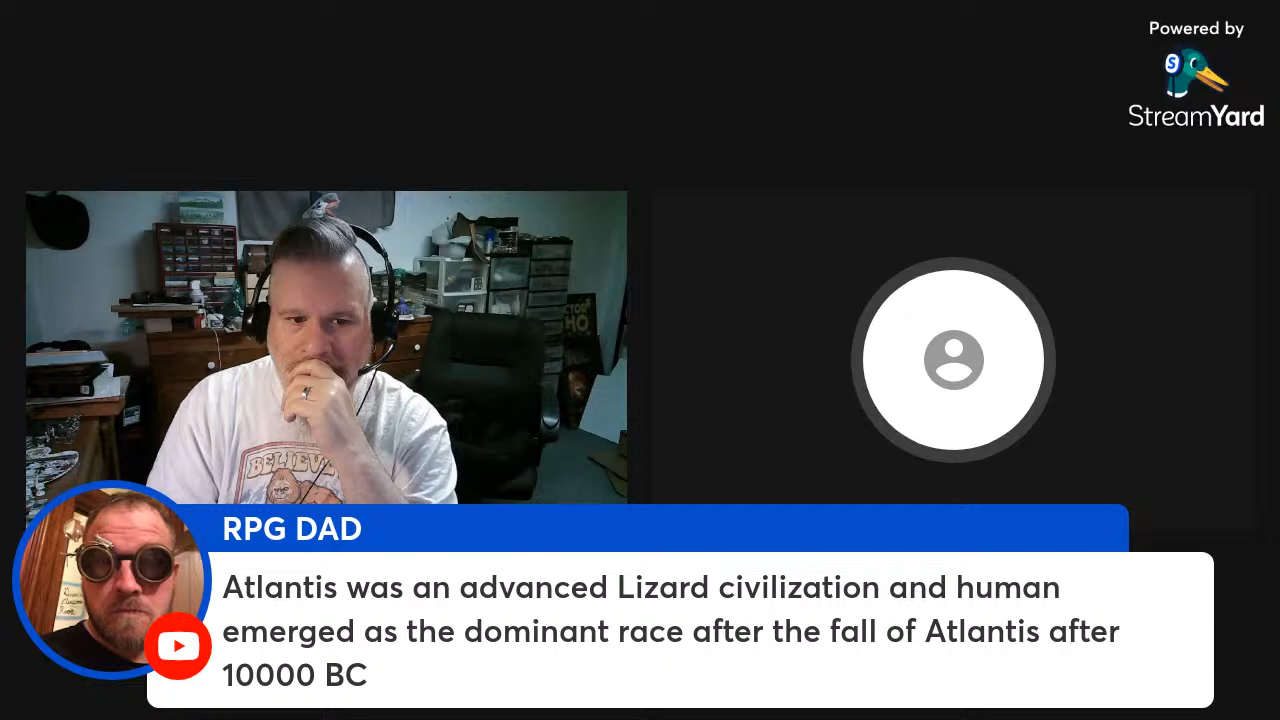 Powered by
S
StreamYard
BELIEVE
RPG DAD
Atlantis was an advanced Lizard civilization and human
emerged as the dominant race after the fall of Atlantis after
10000 BC